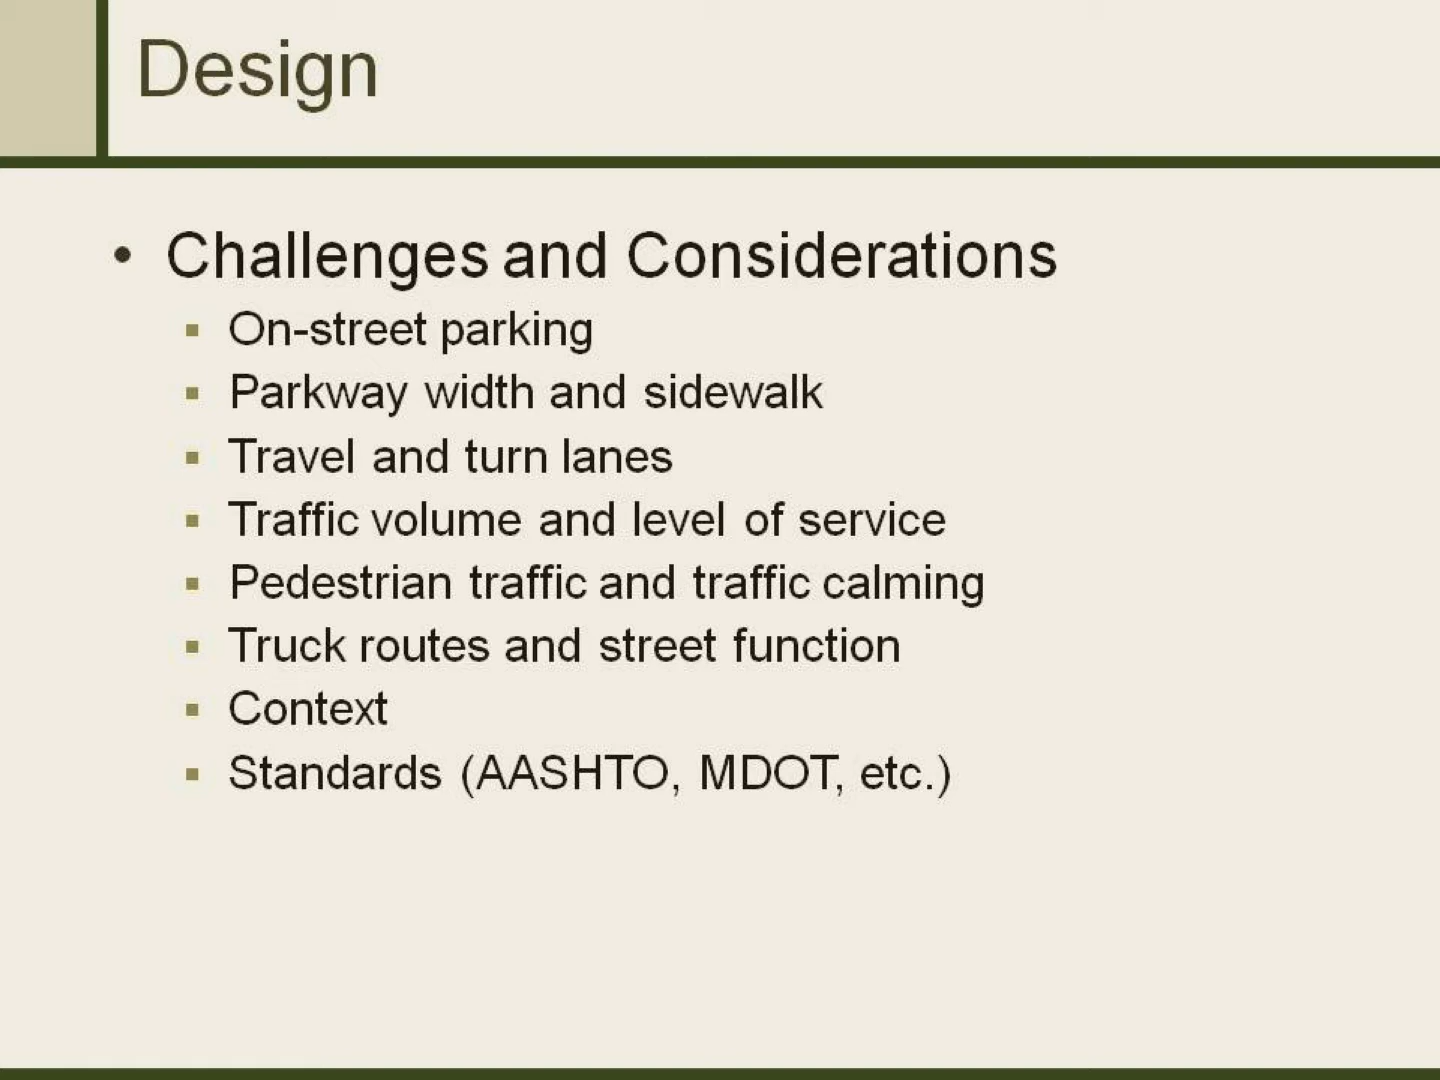 Design
• Challenges and Considerations
▪ On-street parking
▪ Parkway width and sidewalk
▪ Travel and turn lanes
▪ Traffic volume and level of service
▪ Pedestrian traffic and traffic calming
▪ Truck routes and street function
▪ Context
▪ Standards (AASHTO, MDOT, etc.)